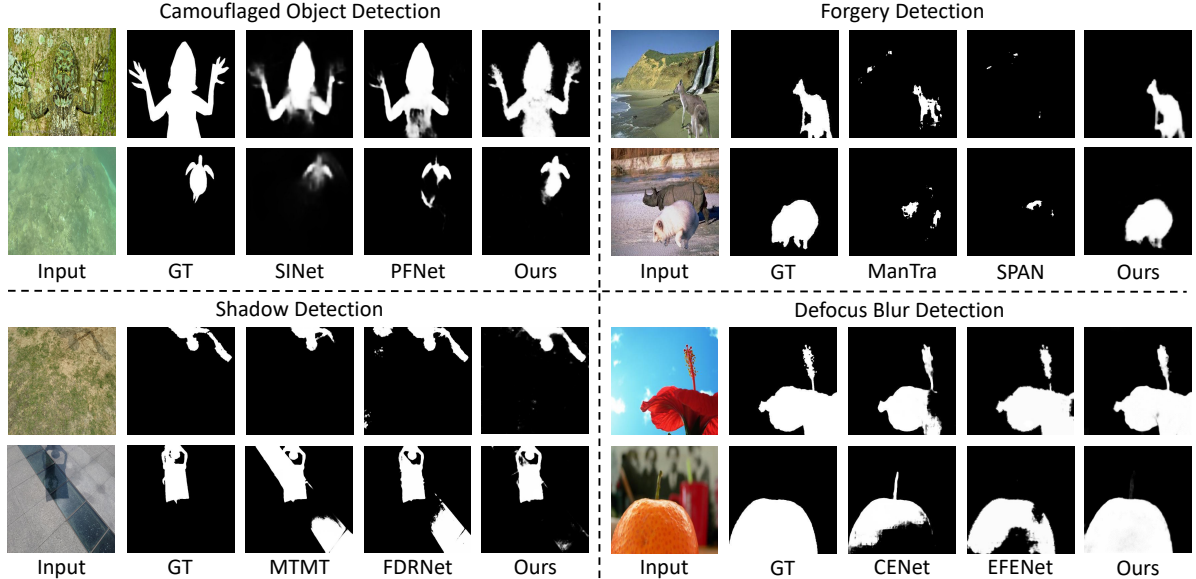 Camouflaged Object Detection
Forgery Detection
Input GT SINet PFNet Ours
Input GT ManTra SPAN Ours
Shadow Detection
Defocus Blur Detection
Input GT MTMT FDRNet Ours
Input GT CENet EFENet Ours